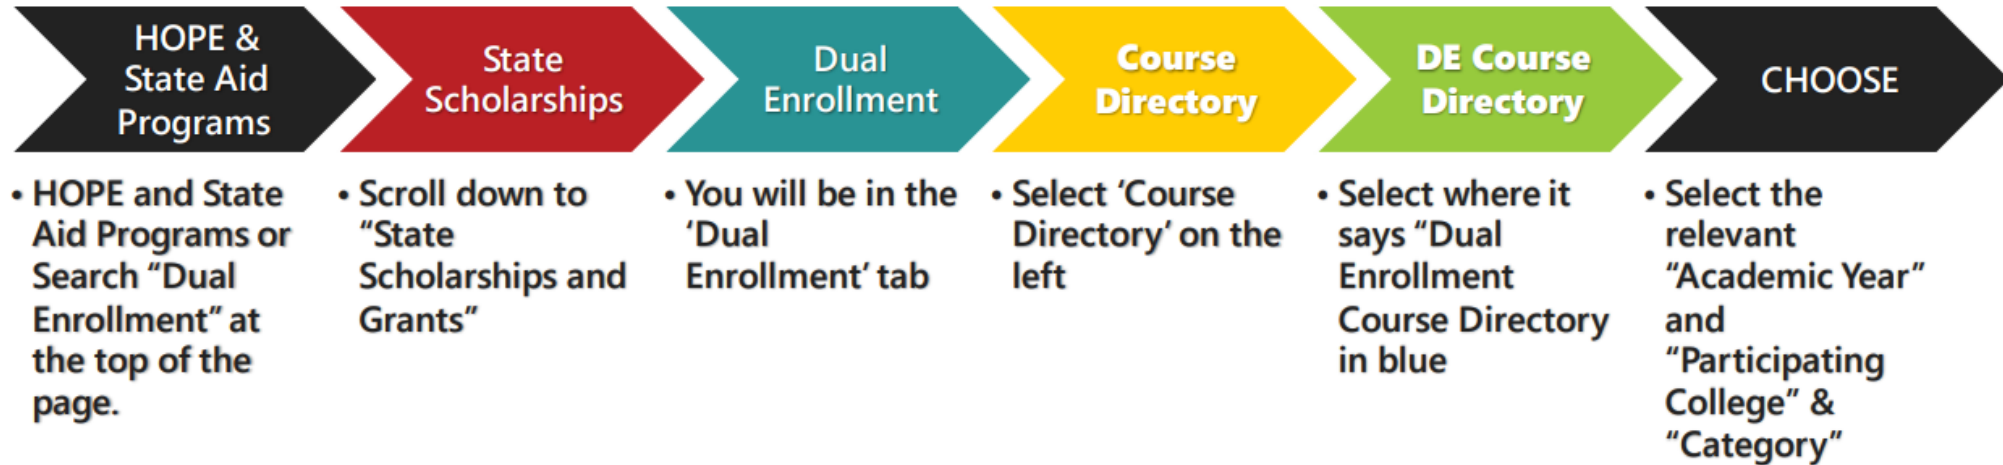 HOPE &
State Aid
Programs
State
Scholarships
Dual
Enrollment
Course
Directory
DE Course
Directory
CHOOSE
• HOPE and State
Aid Programs or
Search “Dual
Enrollment” at
the top of the
page.
• Scroll down to
“State
Scholarships and
Grants”
• You will be in the
‘Dual
Enrollment’ tab
• Select ‘Course
Directory’ on the
left
• Select where it
says “Dual
Enrollment
Course Directory
in blue
• Select the
relevant
“Academic Year”
and
“Participating
College” &
“Category”